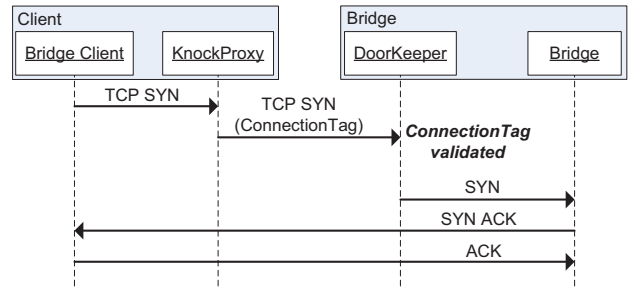 Client
Bridge
Bridge Client
KnockProxy
DoorKeeper
Bridge
TCP SYN
TCP SYN
(ConnectionTag)
ConnectionTag
validated
SYN
SYN ACK
ACK